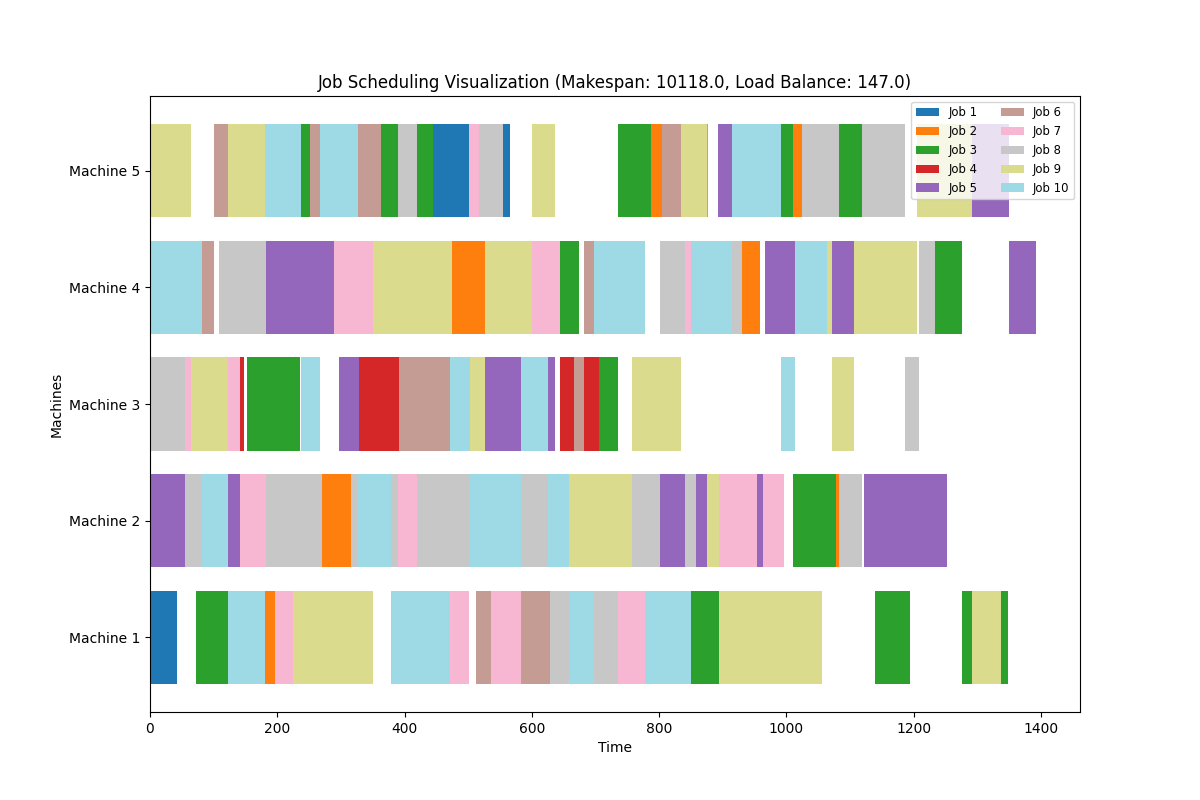 Job Scheduling Visualization (Makespan: 10118.0, Load Balance: 147.0)
Job 1
Job 2
Job 3
Job 4
Job 5
Job 6
Job 7
Job 8
Job 9
Job 10
Machine 5
Machine 4
Machine 3
Machine 2
Machine 1
Machines
0 200 400 600 800 1000 1200 1400
Time